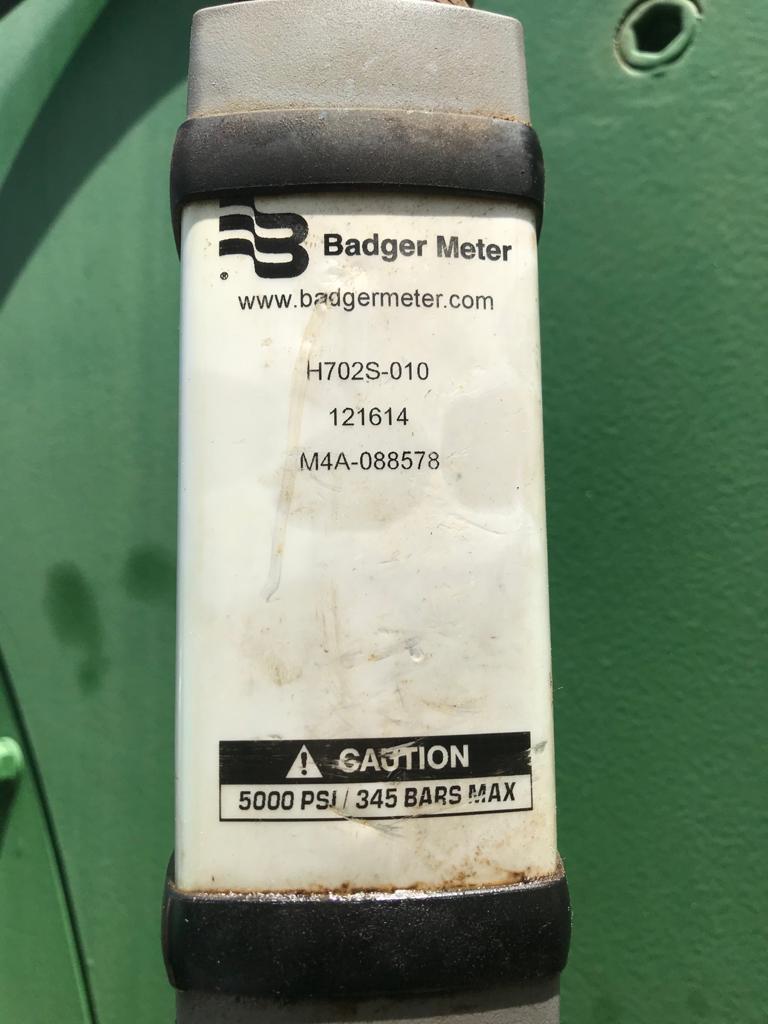 Badger Meter
®
www.badgermeter.com
H702S-010
121614
M4A-088578
CAUTION
5000 PSI / 345 BARS MAX